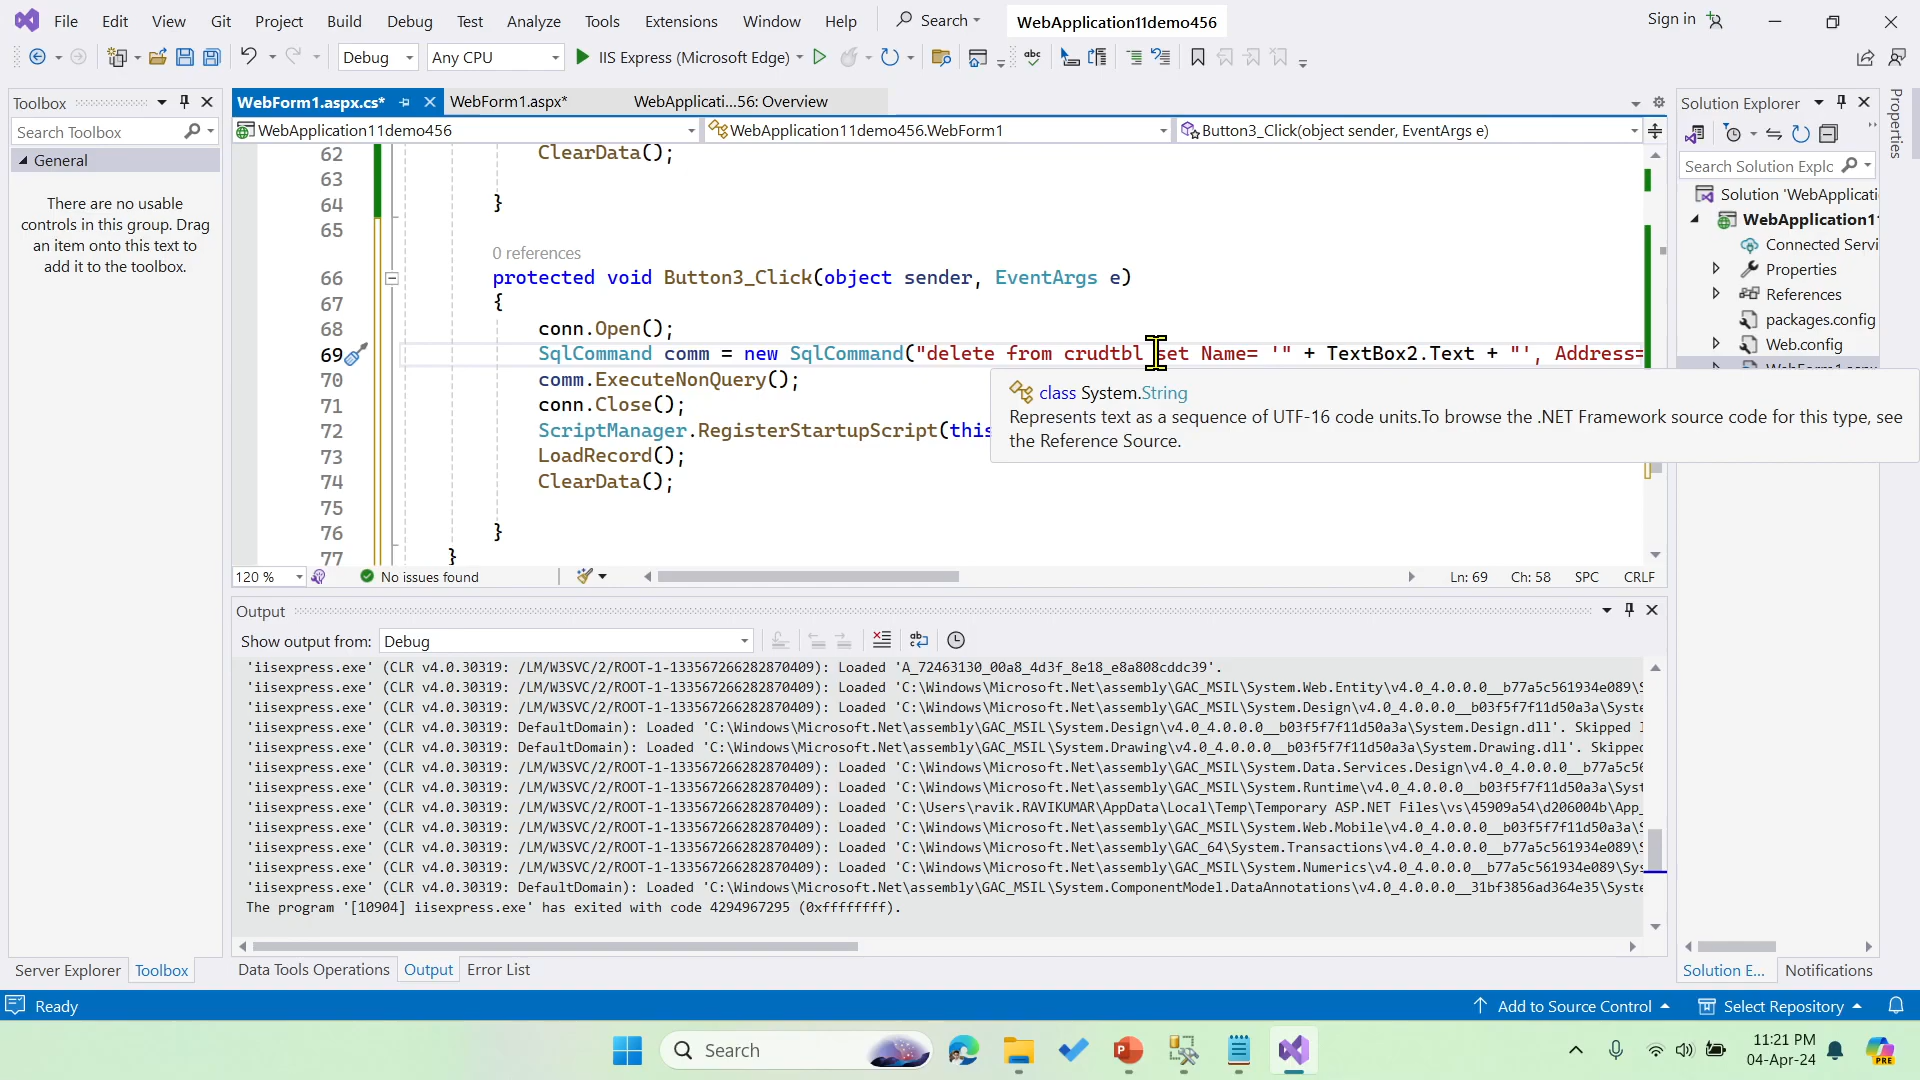 File Edit View Git Project Build Debug Test Analyze Tools Extensions Window Help Search WebApplication11demo456 Sign in
Debug Any CPU IIS Express (Microsoft Edge)
Toolbox
Search Toolbox
General
There are no usable
controls in this group. Drag
an item onto this text to
add it to the toolbox.
Server Explorer Toolbox
WebForm1.aspx.cs* WebForm1.aspx* WebApplicati...56: Overview
WebApplication11demo456 WebApplication11demo456.WebForm1 Button3_Click(object sender, EventArgs e)
62 ClearData();
63
64 }
65
0 references
66 protected void Button3_Click(object sender, EventArgs e)
67 {
68 conn.Open();
69 SqlCommand comm = new SqlCommand("delete from crudtbl set Name= '" + TextBox2.Text + "', Address=
70 comm.ExecuteNonQuery();
71 conn.Close();
72 ScriptManager.RegisterStartupScript(this
73 LoadRecord();
74 ClearData();
75
76 }
77 }
class System.String
Represents text as a sequence of UTF-16 code units.To browse the .NET Framework source code for this type, see
the Reference Source.
120 % No issues found Ln: 69 Ch: 58 SPC CRLF
Output
Show output from: Debug
'iisexpress.exe' (CLR v4.0.30319: /LM/W3SVC/2/ROOT-1-133567266282870409): Loaded 'A_72463130_00a8_4d3f_8e18_e8a808cddc39'.
'iisexpress.exe' (CLR v4.0.30319: /LM/W3SVC/2/ROOT-1-133567266282870409): Loaded 'C:\Windows\Microsoft.Net\assembly\GAC_MSIL\System.Web.Entity\v4.0_4.0.0.0__b77a5c561934e089\S
'iisexpress.exe' (CLR v4.0.30319: /LM/W3SVC/2/ROOT-1-133567266282870409): Loaded 'C:\Windows\Microsoft.Net\assembly\GAC_MSIL\System.Web.Entity.Design\v4.0_4.0.0.0__b77a5c561934e089\Syste
'iisexpress.exe' (CLR v4.0.30319: DefaultDomain): Loaded 'C:\Windows\Microsoft.Net\assembly\GAC_MSIL\System.Design\v4.0_4.0.0.0__b03f5f7f11d50a3a\System.Design.dll'. Skipped l
'iisexpress.exe' (CLR v4.0.30319: DefaultDomain): Loaded 'C:\Windows\Microsoft.Net\assembly\GAC_MSIL\System.Drawing\v4.0_4.0.0.0__b03f5f7f11d50a3a\System.Drawing.dll'. Skipped
'iisexpress.exe' (CLR v4.0.30319: /LM/W3SVC/2/ROOT-1-133567266282870409): Loaded 'C:\Windows\Microsoft.Net\assembly\GAC_MSIL\System.Data.Services.Design\v4.0_4.0.0.0__b77a5c56
'iisexpress.exe' (CLR v4.0.30319: /LM/W3SVC/2/ROOT-1-133567266282870409): Loaded 'C:\Windows\Microsoft.Net\assembly\GAC_MSIL\System.Runtime\v4.0_4.0.0.0__b03f5f7f11d50a3a\Syst
'iisexpress.exe' (CLR v4.0.30319: /LM/W3SVC/2/ROOT-1-133567266282870409): Loaded 'C:\Users\ravik.RAVIKUMAR\AppData\Local\Temp\Temporary ASP.NET Files\vs\45909a54\d206004b\App_
'iisexpress.exe' (CLR v4.0.30319: /LM/W3SVC/2/ROOT-1-133567266282870409): Loaded 'C:\Windows\Microsoft.Net\assembly\GAC_MSIL\System.Web.Mobile\v4.0_4.0.0.0__b03f5f7f11d50a3a\S
'iisexpress.exe' (CLR v4.0.30319: /LM/W3SVC/2/ROOT-1-133567266282870409): Loaded 'C:\Windows\Microsoft.Net\assembly\GAC_64\System.Transactions\v4.0_4.0.0.0__b77a5c561934e089\S
'iisexpress.exe' (CLR v4.0.30319: /LM/W3SVC/2/ROOT-1-133567266282870409): Loaded 'C:\Windows\Microsoft.Net\assembly\GAC_MSIL\System.Numerics\v4.0_4.0.0.0__b77a5c561934e089\Sys
'iisexpress.exe' (CLR v4.0.30319: DefaultDomain): Loaded 'C:\Windows\Microsoft.Net\assembly\GAC_MSIL\System.ComponentModel.DataAnnotations\v4.0_4.0.0.0__31bf3856ad364e35\Syste
The program '[10904] iisexpress.exe' has exited with code 4294967295 (0xffffffff).
Data Tools Operations Output Error List
Solution Explorer
Search Solution Explc
Solution 'WebApplicati
WebApplication1
Connected Servi
Properties
References
packages.config
Web.config
WebForm1.aspx
Solution E... Notifications
Properties
Ready Add to Source Control Select Repository
Search
PRE
11:21 PM
04-Apr-24